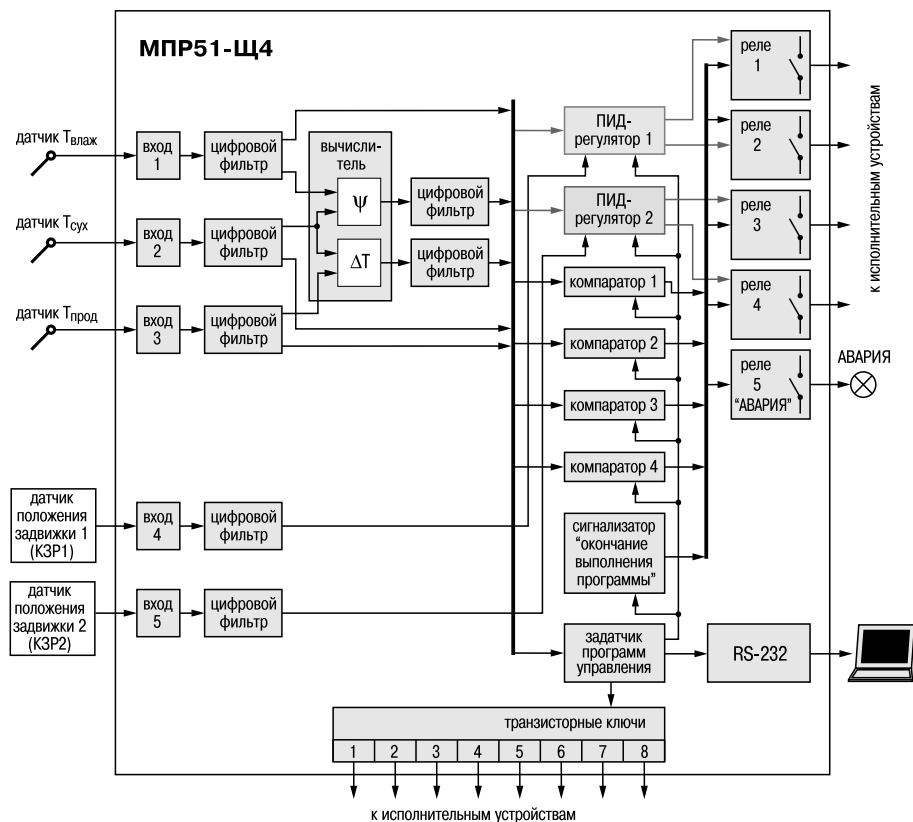 МПР51-Щ4
датчик Tвлаж
вход
1
цифровой
фильтр
вычисли-
тель
ψ
ΔT
цифровой
фильтр
цифровой
фильтр
датчик Tсух
вход
2
цифровой
фильтр
датчик Tпрод
вход
3
цифровой
фильтр
датчик
положения
задвижки 1
(КЗР1)
вход
4
цифровой
фильтр
датчик
положения
задвижки 2
(КЗР2)
вход
5
цифровой
фильтр
ПИД-
регулятор 1
ПИД-
регулятор 2
компаратор 1
компаратор 2
компаратор 3
компаратор 4
сигнализатор
“окончание
выполнения
программы”
задатчик
программ
управления
RS-232
реле
1
реле
2
реле
3
реле
4
реле
5
“АВАРИЯ”
к исполнительным устройствам
АВАРИЯ
транзисторные ключи
1 2 3 4 5 6 7 8
к исполнительным устройствам